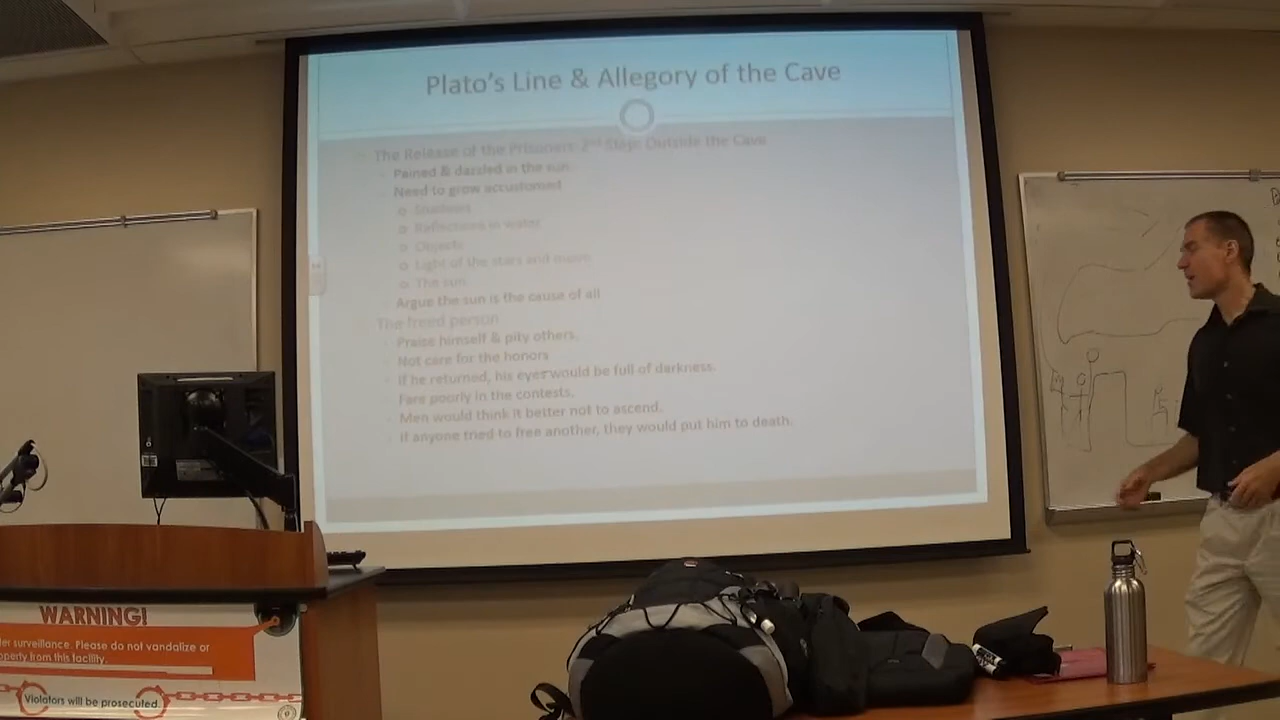 Plato's Line & Allegory of the Cave
The Release of the Prisoners 2nd Stop: Outside the Cave
Pained & dazzled in the sun.
Need to grow accustomed
Shadows
Reflections in water
Objects
Light of the stars and moon
The sun
Argue the sun is the cause of all
The freed person
Praise himself & pity others.
Not care for the honors
If he returned, his eyes would be full of darkness.
Fare poorly in the contests.
Men would think it better not to ascend.
If anyone tried to free another, they would put him to death.
WARNING!
surveillance. Please do not vandalize or
from this facility.
Violators will be prosecuted.